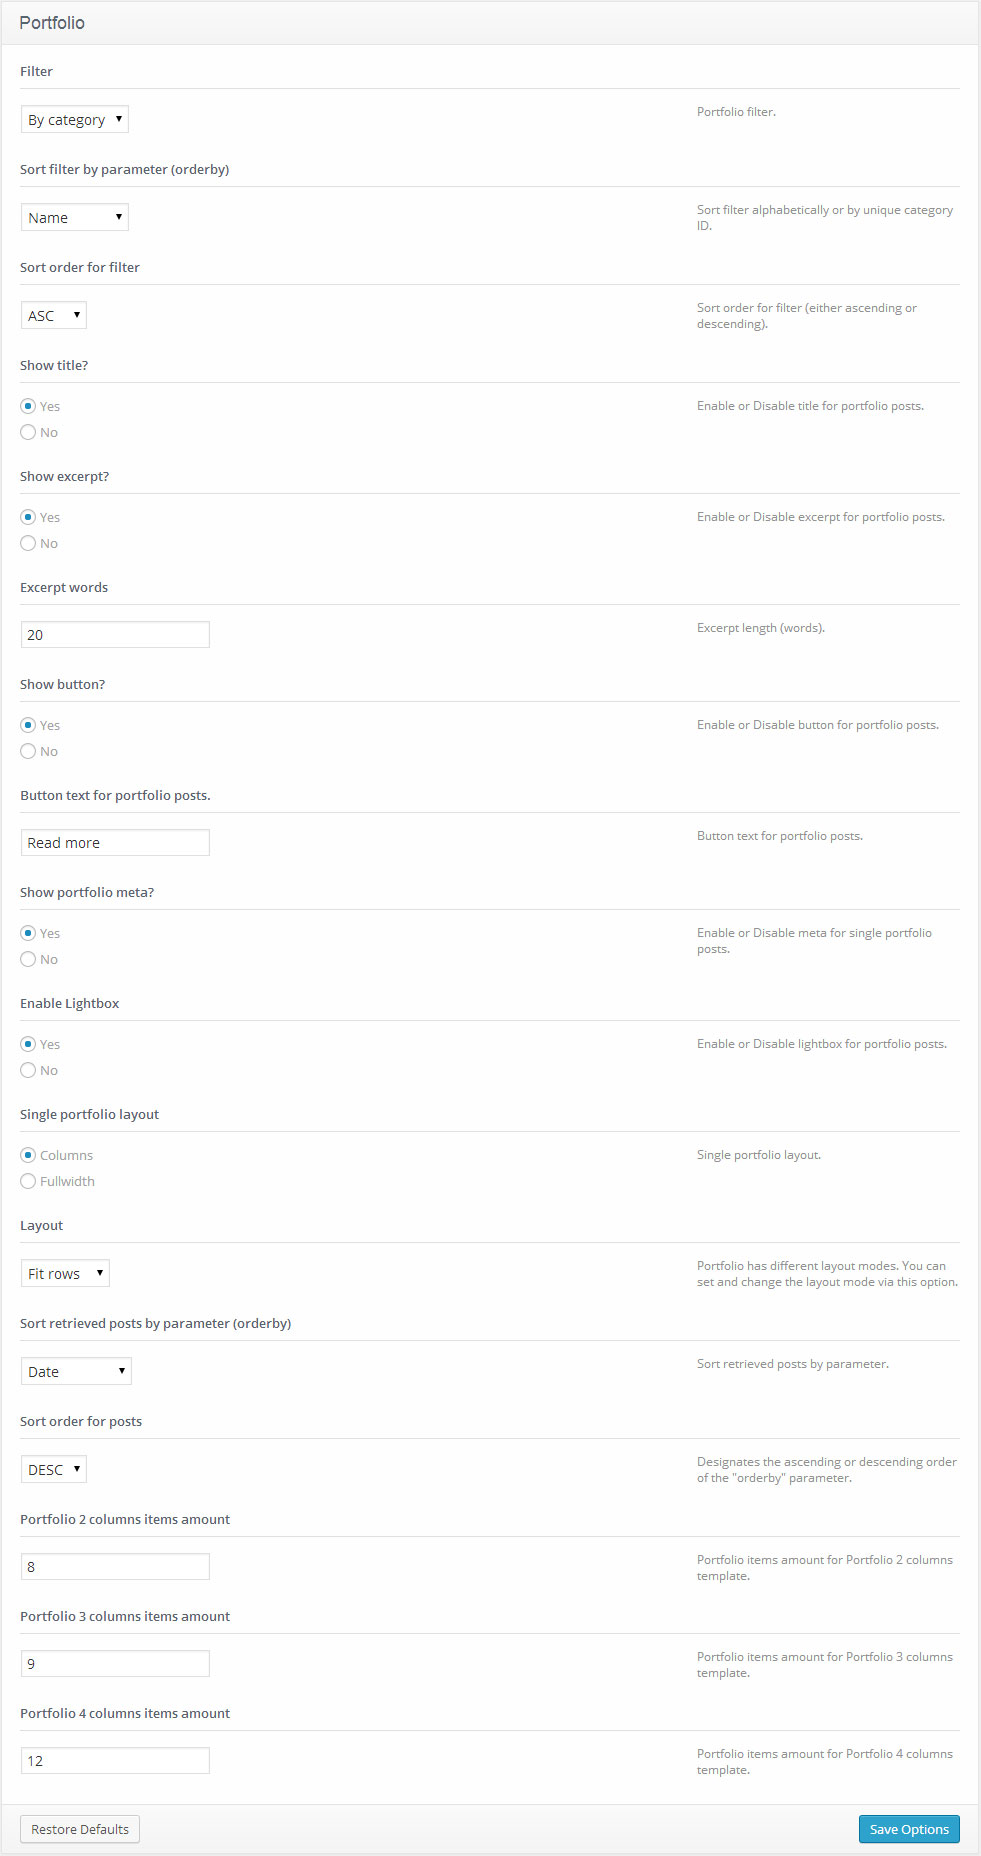 Portfolio
Filter
By category
Portfolio filter.
Sort filter by parameter (orderby)
Name
Sort filter alphabetically or by unique category
ID.
Sort order for filter
ASC
Sort order for filter (either ascending or
descending).
Show title?
Yes
Enable or Disable title for portfolio posts.
No
Show excerpt?
Yes
Enable or Disable excerpt for portfolio posts.
No
Excerpt words
20
Excerpt length (words).
Show button?
Yes
Enable or Disable button for portfolio posts.
No
Button text for portfolio posts.
Read more
Button text for portfolio posts.
Show portfolio meta?
Yes
Enable or Disable meta for single portfolio
posts.
No
Enable Lightbox
Yes
Enable or Disable lightbox for portfolio posts.
No
Single portfolio layout
Columns
Single portfolio layout.
Fullwidth
Layout
Fit rows
Portfolio has different layout modes. You can
set and change the layout mode via this option.
Sort retrieved posts by parameter (orderby)
Date
Sort retrieved posts by parameter.
Sort order for posts
DESC
Designates the ascending or descending order
of the "orderby" parameter.
Portfolio 2 columns items amount
8
Portfolio items amount for Portfolio 2 columns
template.
Portfolio 3 columns items amount
9
Portfolio items amount for Portfolio 3 columns
template.
Portfolio 4 columns items amount
12
Portfolio items amount for Portfolio 4 columns
template.
Restore Defaults
Save Options